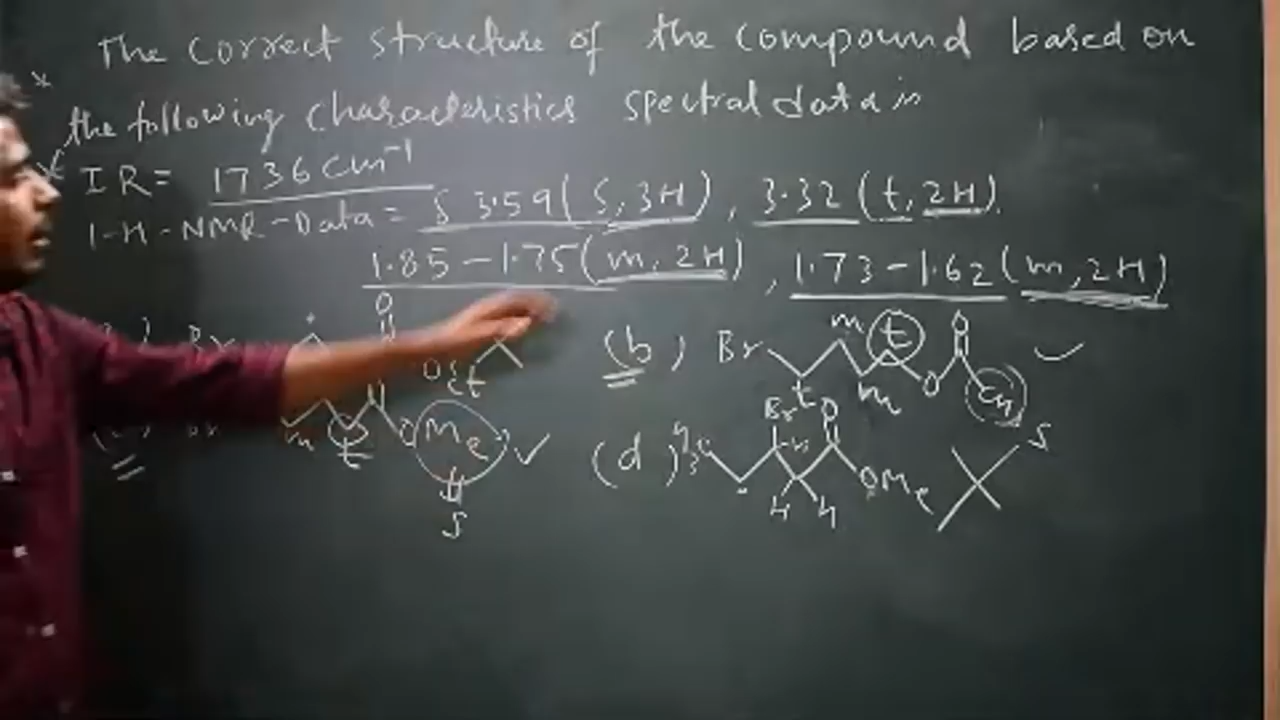 The correct structure of the compound based on
* the following characteristics spectral data is
IR = 1736 cm⁻¹
1-H-NMR-Data = δ 3.59 (s, 3H), 3.32 (t, 2H).
1.85 - 1.75 (m, 2H), 1.73 - 1.62 (m, 2H)
O
Br OEt
(b) Br t m m t O O
m t OMe s
(d) H₃C Br H O H H OMe s